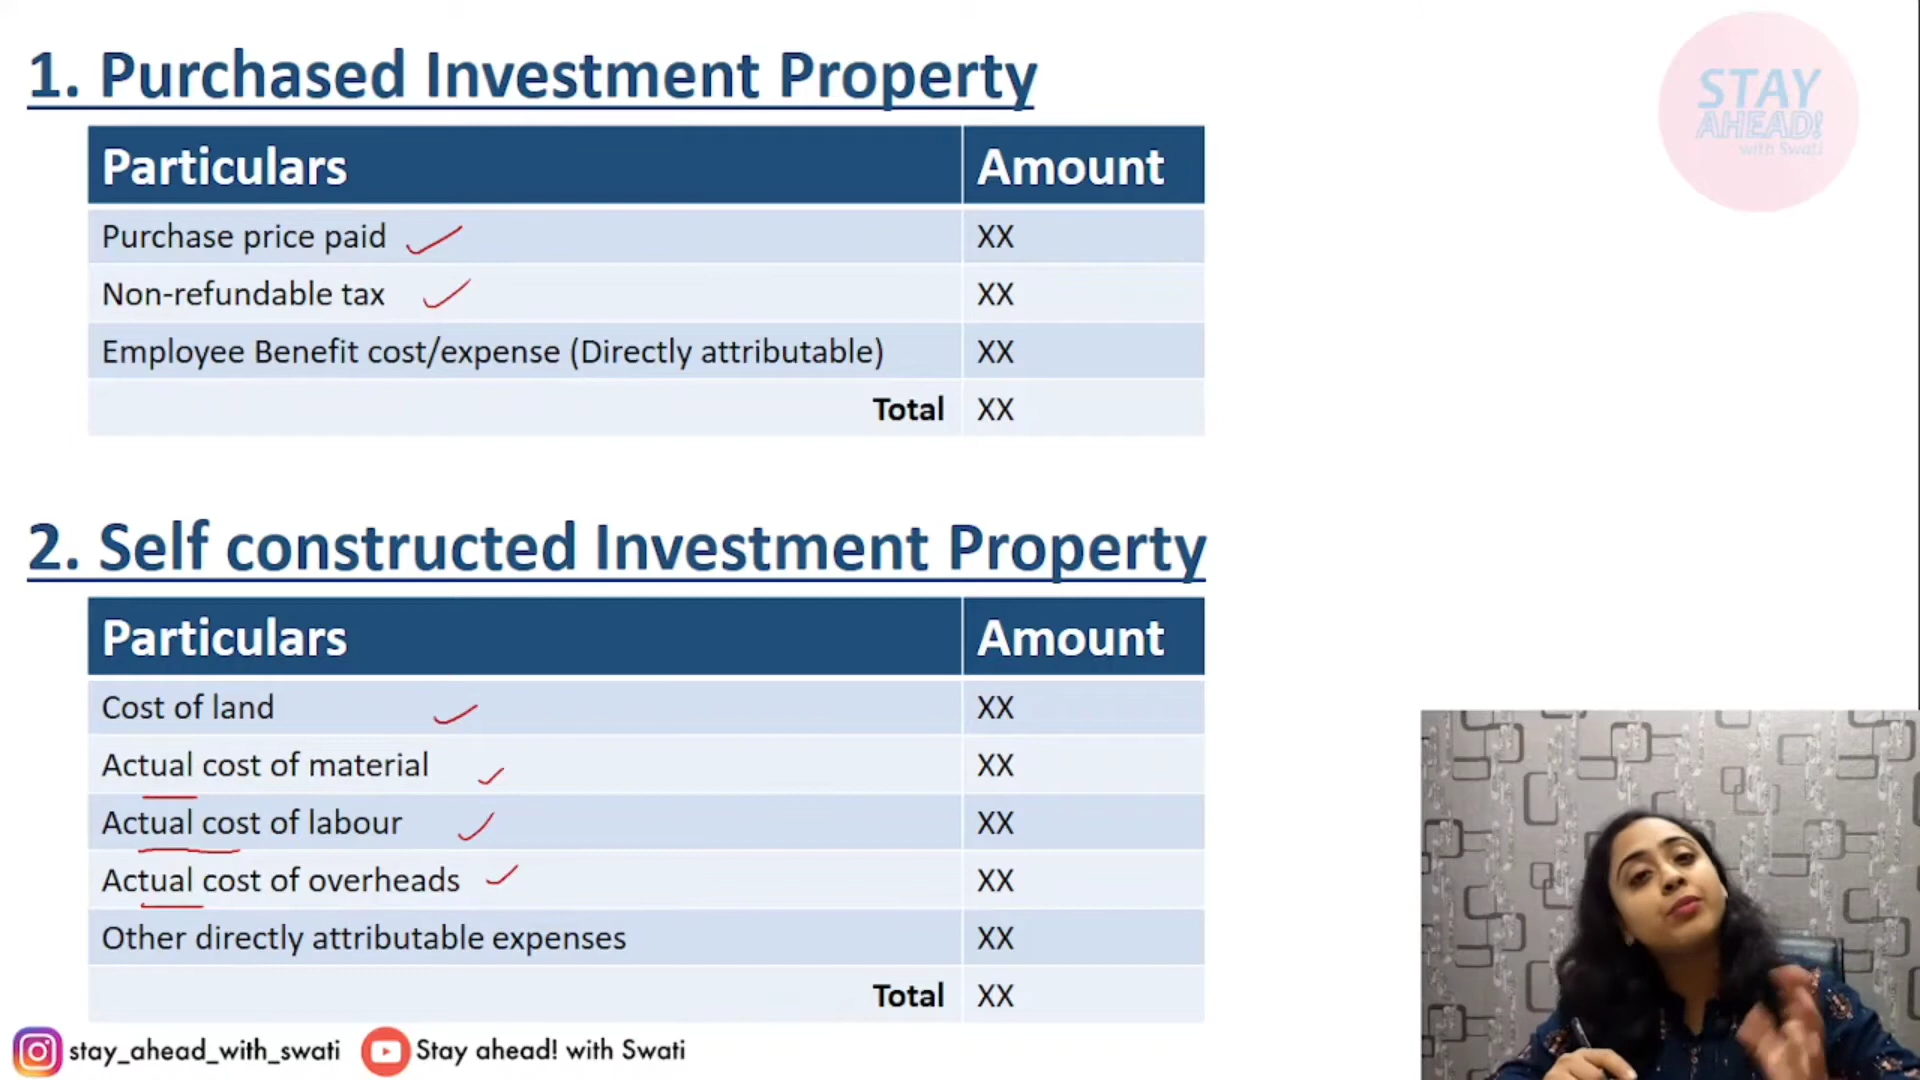 1. Purchased Investment Property
STAY
AHEAD!
with Swati
Particulars Amount
Purchase price paid XX
Non-refundable tax XX
Employee Benefit cost/expense (Directly attributable) XX
Total XX
2. Self constructed Investment Property
Particulars Amount
Cost of land XX
Actual cost of material XX
Actual cost of labour XX
Actual cost of overheads XX
Other directly attributable expenses XX
Total XX
stay_ahead_with_swati Stay ahead! with Swati